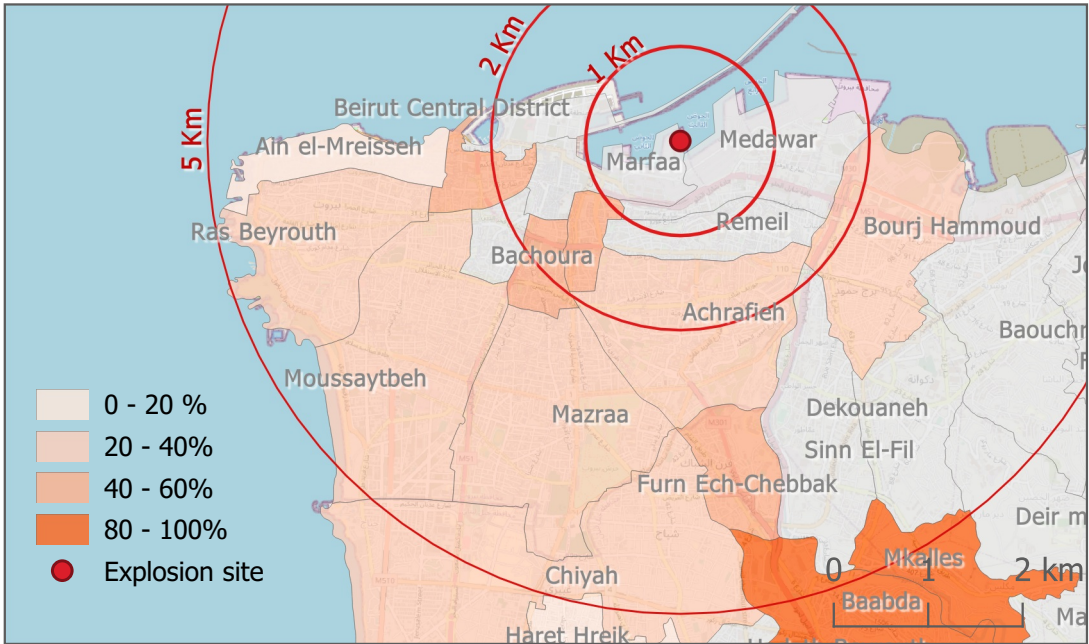 2 Km
1 Km
5 Km
Beirut Central District
Ain el-Mreisseh
Medawar
Marfaa
Ras Beyrouth
Remeil
Bourj Hammoud
Bachoura
Achrafieh
Baouchr
Moussaytbeh
Mazraa
Dekouaneh
Sinn El-Fil
Furn Ech-Chebbak
Deir m
Mkalles
Chiyah
Baabda
Haret Hreik
Ma
0 - 20 %
20 - 40%
40 - 60%
80 - 100%
Explosion site
0 1 2 km